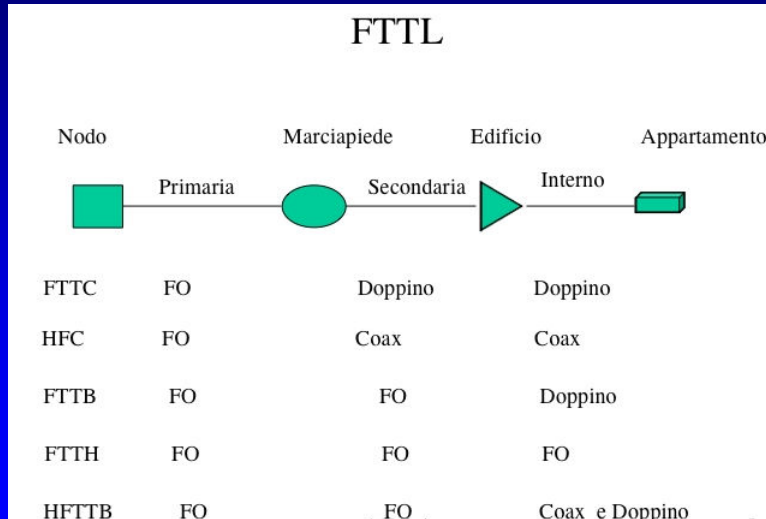 FTTL
Nodo Marciapiede Edificio Appartamento
Primaria Secondaria Interno
FTTC FO Doppino Doppino
HFC FO Coax Coax
FTTB FO FO Doppino
FTTH FO FO FO
HFTTB FO FO Coax e Doppino